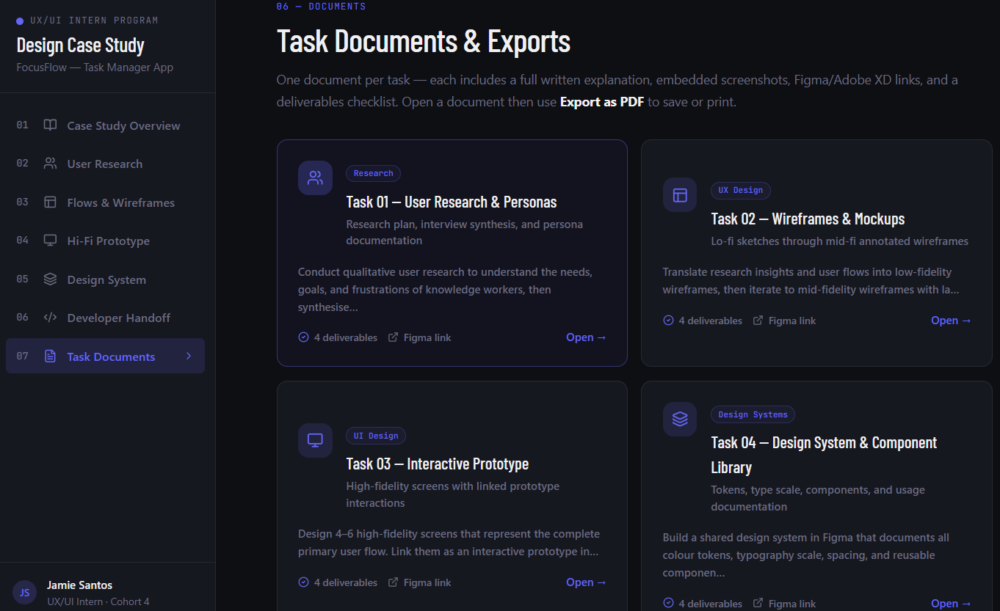 UX/UI INTERN PROGRAM
Design Case Study
FocusFlow — Task Manager App
01 Case Study Overview
02 User Research
03 Flows & Wireframes
04 Hi-Fi Prototype
05 Design System
06 Developer Handoff
07 Task Documents
JS
Jamie Santos
UX/UI Intern · Cohort 4
06 — DOCUMENTS
Task Documents & Exports
One document per task — each includes a full written explanation, embedded screenshots, Figma/Adobe XD links, and a
deliverables checklist. Open a document then use Export as PDF to save or print.
Research
Task 01 — User Research & Personas
Research plan, interview synthesis, and persona
documentation
Conduct qualitative user research to understand the needs,
goals, and frustrations of knowledge workers, then
synthesise...
4 deliverables Figma link Open →
UX Design
Task 02 — Wireframes & Mockups
Lo-fi sketches through mid-fi annotated wireframes
Translate research insights and user flows into low-fidelity
wireframes, then iterate to mid-fidelity wireframes with la...
4 deliverables Figma link Open →
UI Design
Task 03 — Interactive Prototype
High-fidelity screens with linked prototype
interactions
Design 4–6 high-fidelity screens that represent the complete
primary user flow. Link them as an interactive prototype in...
4 deliverables Figma link Open →
Design Systems
Task 04 — Design System & Component
Library
Tokens, type scale, components, and usage
documentation
Build a shared design system in Figma that documents all
colour tokens, typography scale, spacing, and reusable
componen...
4 deliverables Figma link Open →